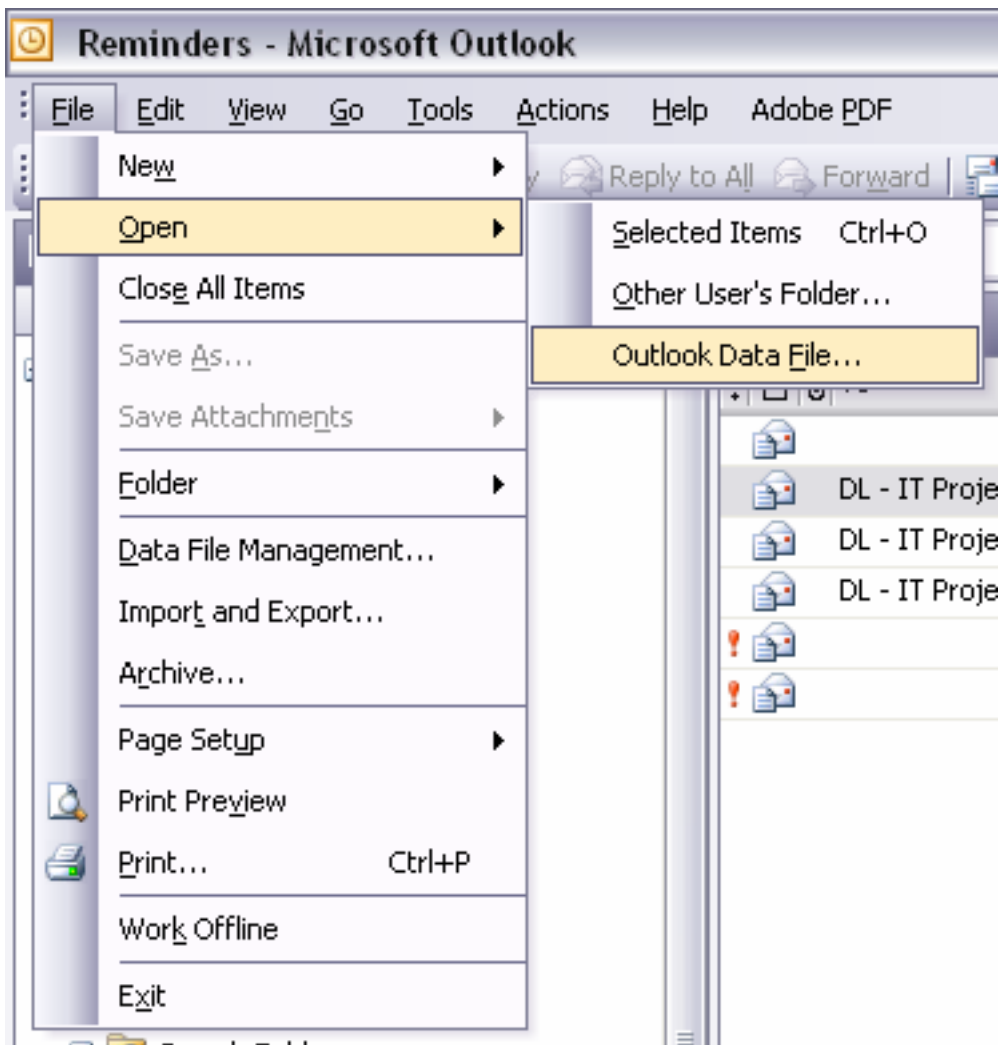 Reminders - Microsoft Outlook
File Edit View Go Tools Actions Help Adobe PDF
Reply to All Forward
New
Open
Selected Items Ctrl+O
Close All Items
Other User's Folder...
Save As...
Outlook Data File...
Save Attachments
Folder
DL - IT Proje
Data File Management...
DL - IT Proje
Import and Export...
DL - IT Proje
Archive...
Page Setup
Print Preview
Print... Ctrl+P
Work Offline
Exit